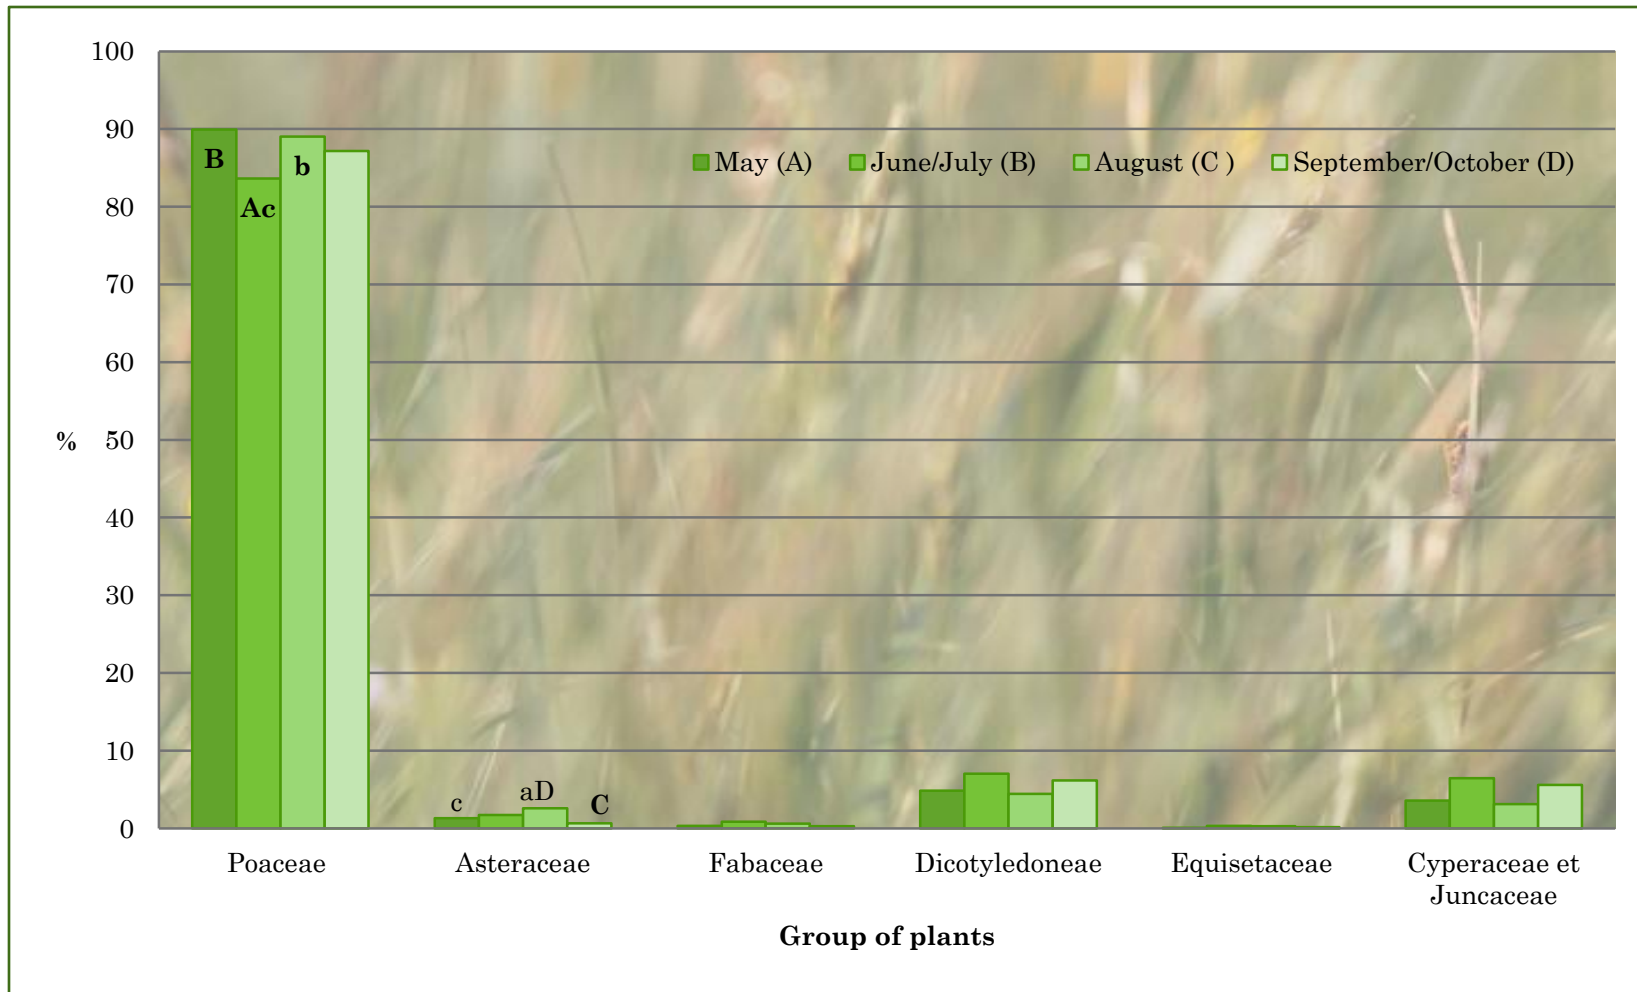 100
90
80
70
60
50
40
30
20
10
0
%
May (A) June/July (B) August (C ) September/October (D)
B
Ac
b
c
aD
C
Poaceae
Asteraceae
Fabaceae
Dicotyledoneae
Equisetaceae
Cyperaceae et
Juncaceae
Group of plants